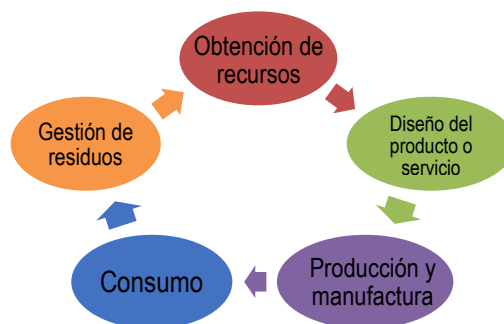 Obtención de
recursos
Diseño del
producto o
servicio
Producción y
manufactura
Consumo
Gestión de
residuos